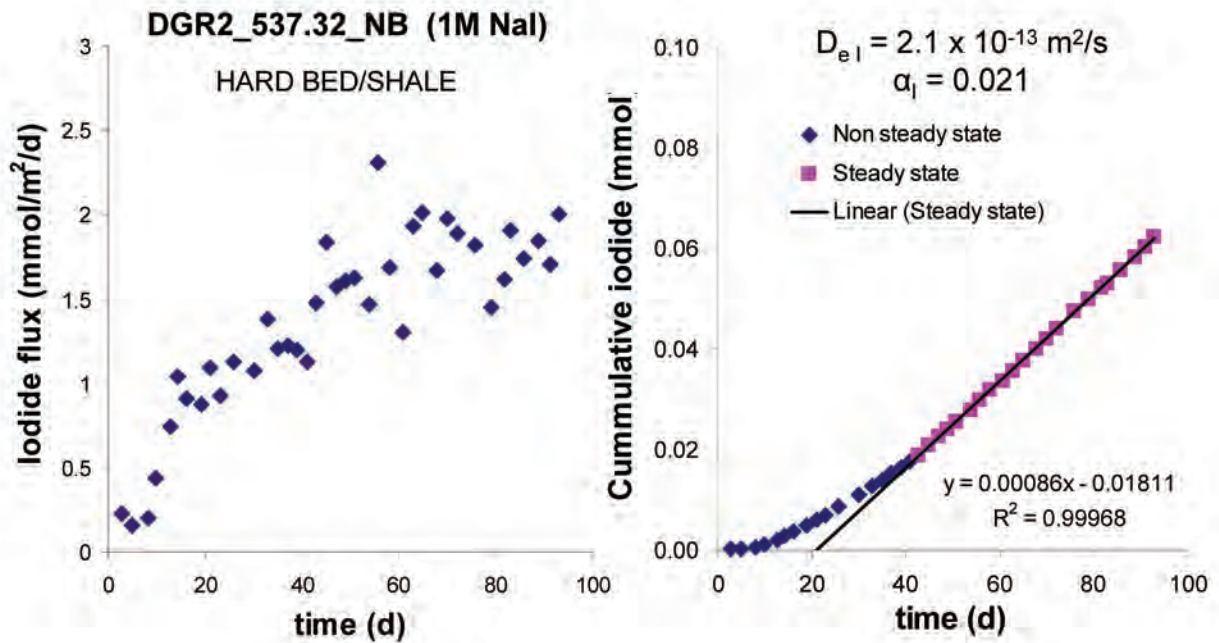 DGR2_537.32_NB (1M NaI)
HARD BED/SHALE
Iodide flux (mmol/m²/d)
3
2.5
2
1.5
1
0.5
0
0 20 40 60 80 100
time (d)
D_e I = 2.1 x 10⁻¹³ m²/s
α_I = 0.021
Non steady state
Steady state
Linear (Steady state)
Cummulative iodide (mmol)
0.10
0.08
0.06
0.04
0.02
0.00
y = 0.00086x - 0.01811
R² = 0.99968
0 20 40 60 80 100
time (d)